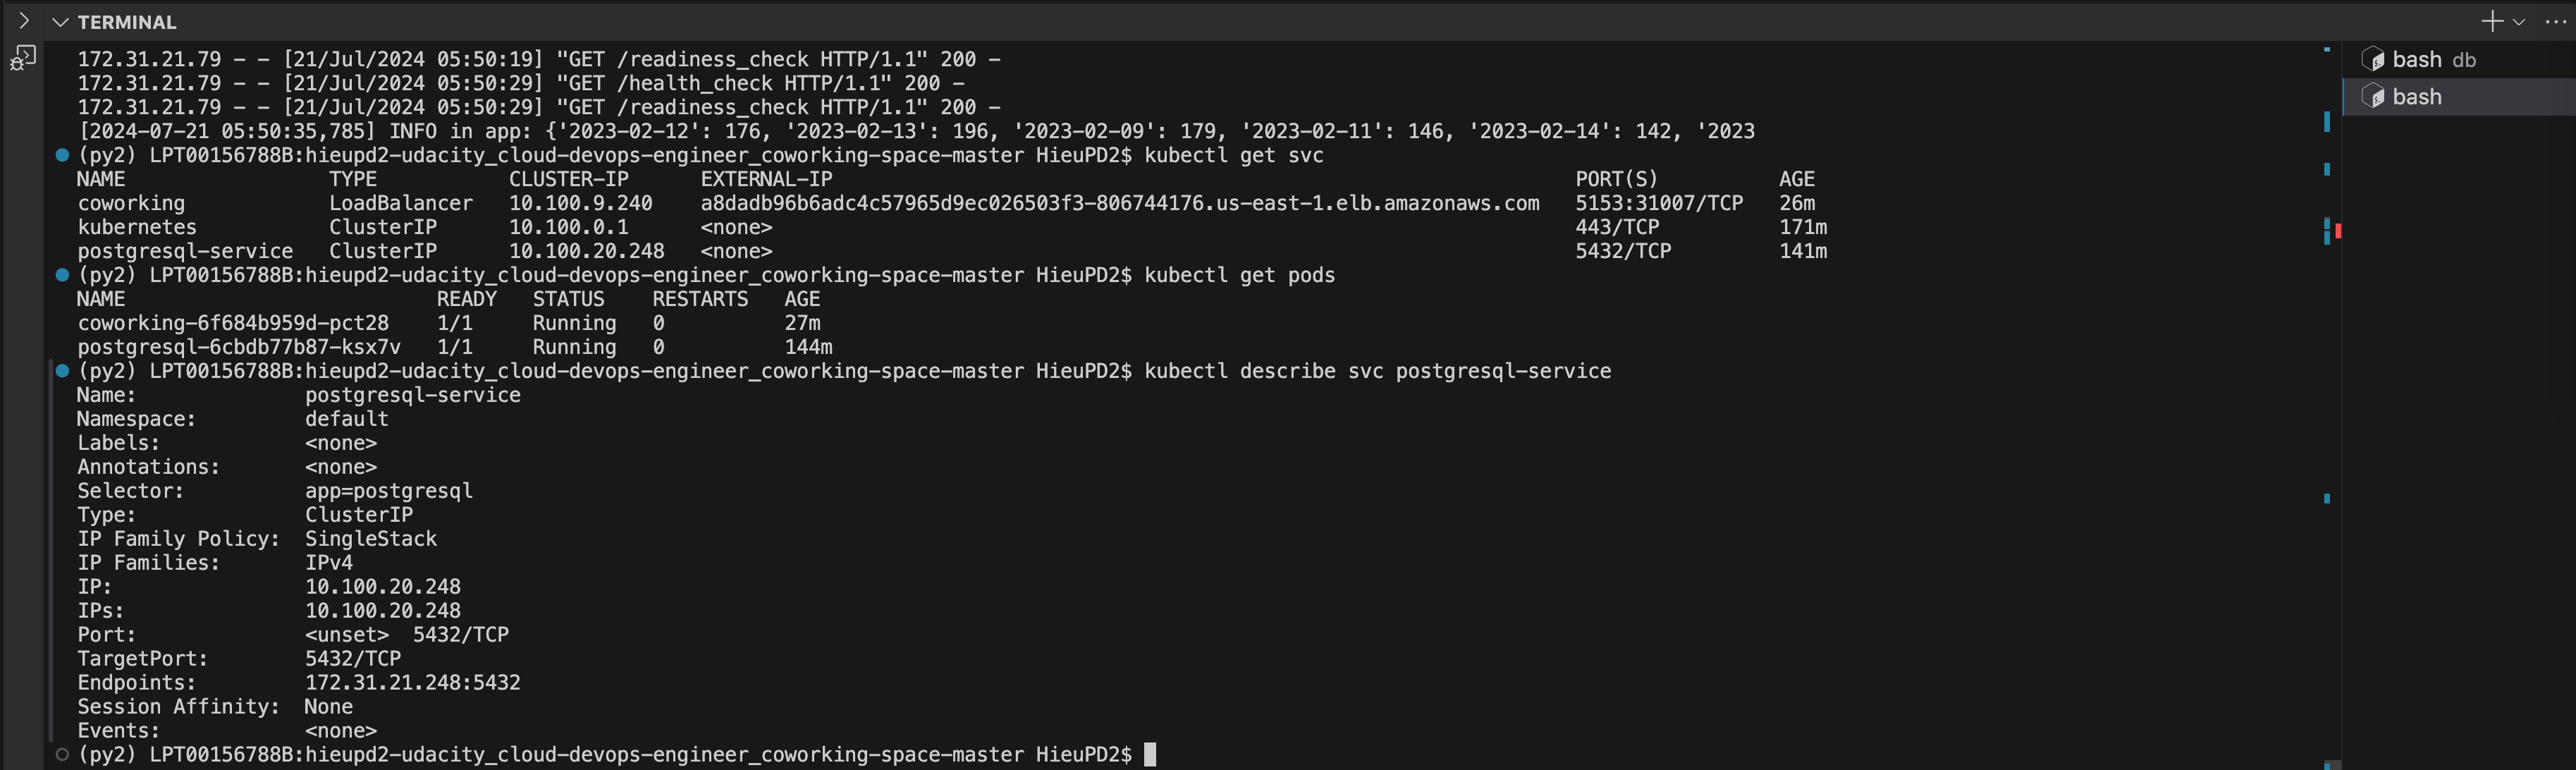 TERMINAL
172.31.21.79 - - [21/Jul/2024 05:50:19] "GET /readiness_check HTTP/1.1" 200 -
172.31.21.79 - - [21/Jul/2024 05:50:29] "GET /health_check HTTP/1.1" 200 -
172.31.21.79 - - [21/Jul/2024 05:50:29] "GET /readiness_check HTTP/1.1" 200 -
[2024-07-21 05:50:35,785] INFO in app: {'2023-02-12': 176, '2023-02-13': 196, '2023-02-09': 179, '2023-02-11': 146, '2023-02-14': 142, '2023
(py2) LPT00156788B:hieupd2-udacity_cloud-devops-engineer_coworking-space-master HieuPD2$ kubectl get svc
NAME TYPE CLUSTER-IP EXTERNAL-IP PORT(S) AGE
coworking LoadBalancer 10.100.9.240 a8dadb96b6adc4c57965d9ec026503f3-806744176.us-east-1.elb.amazonaws.com 5153:31007/TCP 26m
kubernetes ClusterIP 10.100.0.1 <none> 443/TCP 171m
postgresql-service ClusterIP 10.100.20.248 <none> 5432/TCP 141m
(py2) LPT00156788B:hieupd2-udacity_cloud-devops-engineer_coworking-space-master HieuPD2$ kubectl get pods
NAME READY STATUS RESTARTS AGE
coworking-6f684b959d-pct28 1/1 Running 0 27m
postgresql-6cbdb77b87-ksx7v 1/1 Running 0 144m
(py2) LPT00156788B:hieupd2-udacity_cloud-devops-engineer_coworking-space-master HieuPD2$ kubectl describe svc postgresql-service
Name: postgresql-service
Namespace: default
Labels: <none>
Annotations: <none>
Selector: app=postgresql
Type: ClusterIP
IP Family Policy: SingleStack
IP Families: IPv4
IP: 10.100.20.248
IPs: 10.100.20.248
Port: <unset> 5432/TCP
TargetPort: 5432/TCP
Endpoints: 172.31.21.248:5432
Session Affinity: None
Events: <none>
(py2) LPT00156788B:hieupd2-udacity_cloud-devops-engineer_coworking-space-master HieuPD2$
bash db
bash